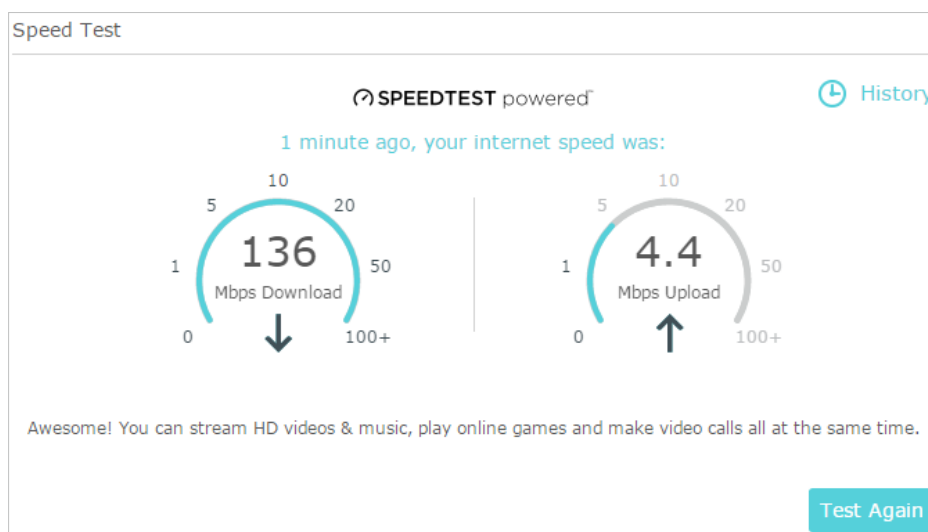 Speed Test
SPEEDTEST powered™
History
1 minute ago, your internet speed was:
10
5 20
136
1 50
Mbps Download
0 100+
10
5 20
4.4
1 50
Mbps Upload
0 100+
Awesome! You can stream HD videos & music, play online games and make video calls all at the same time.
Test Again